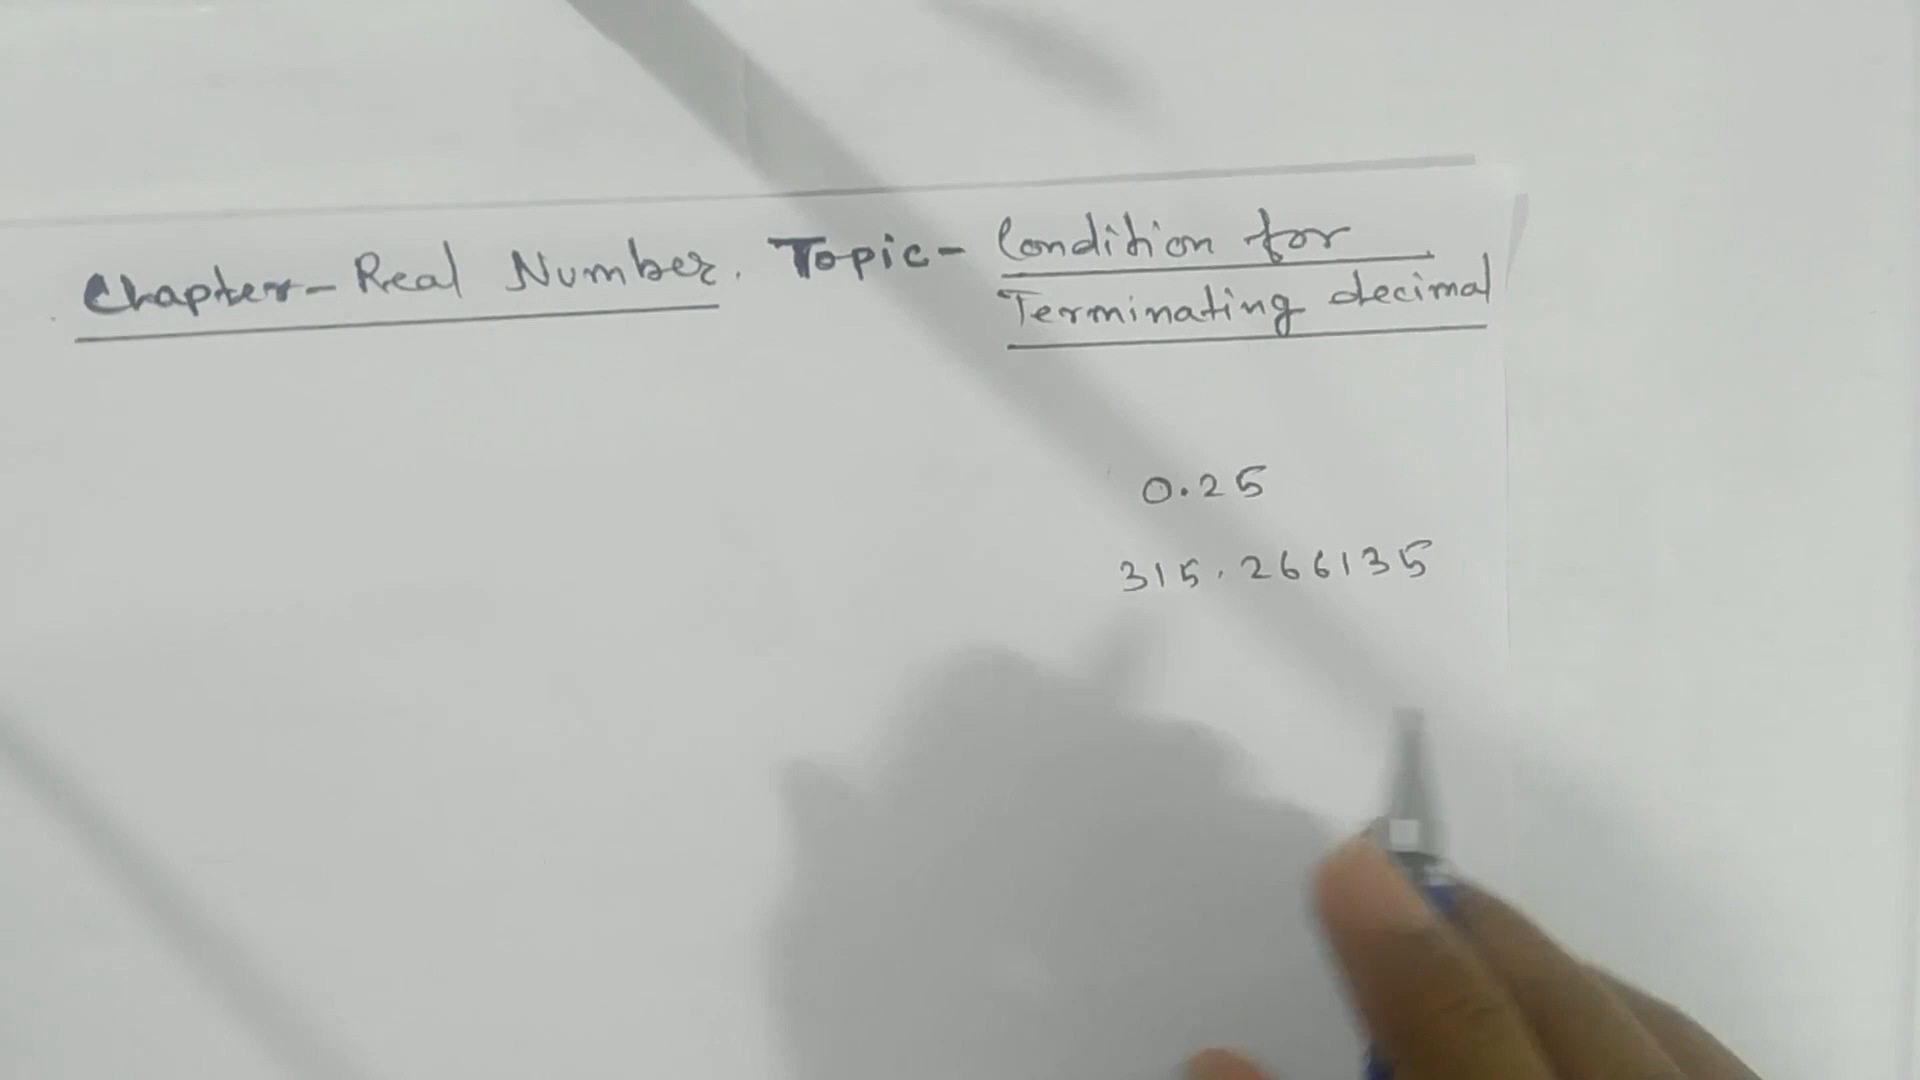 Chapter - Real Number. Topic - Condition for
Terminating decimal
0.25
315.266135